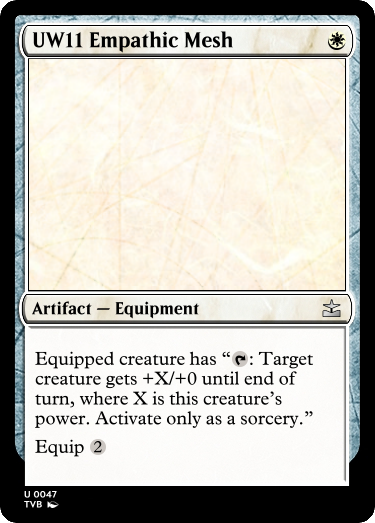 UW11 Empathic Mesh
Artifact — Equipment
Equipped creature has “: Target
creature gets +X/+0 until end of
turn, where X is this creature’s
power. Activate only as a sorcery.”
Equip 2
U 0047
TVB